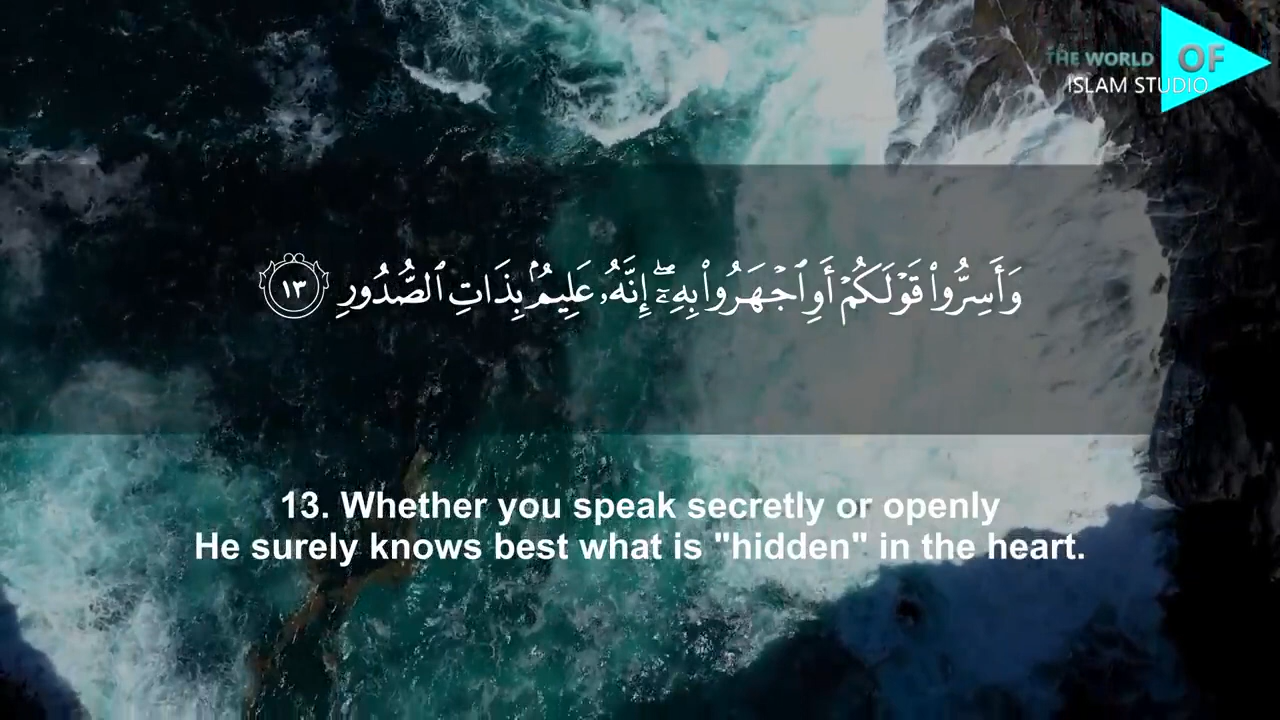 THE WORLD OF
ISLAM STUDIO
وَأَسِرُّوا۟ قَوْلَكُمْ أَوِ ٱجْهَرُوا۟ بِهِۦٓ ۖ إِنَّهُۥ عَلِيمٌۢ بِذَاتِ ٱلصُّدُورِ ١٣
13. Whether you speak secretly or openly
He surely knows best what is "hidden" in the heart.